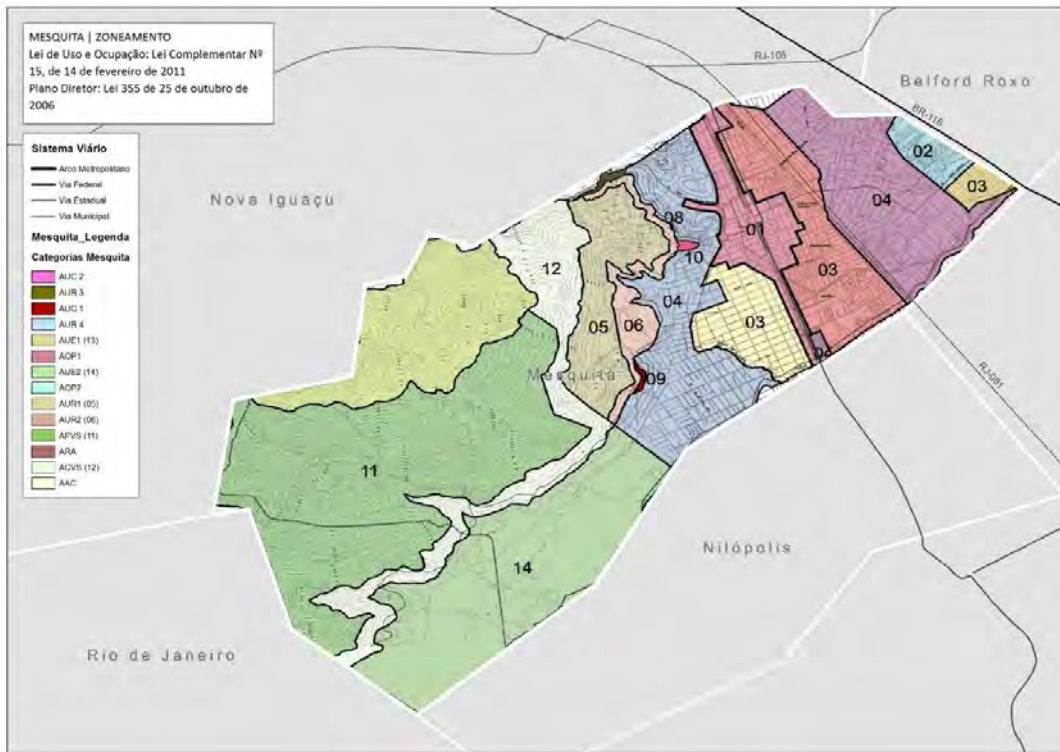 MESQUITA | ZONEAMENTO
Lei de Uso e Ocupação: Lei Complementar Nº
15, de 14 de fevereiro de 2011
Plano Diretor: Lei 355 de 25 de outubro de
2006
Sistema Viário
Arco Metropolitano
Via Federal
Via Estadual
Via Municipal
Mesquita_Legenda
Categorias Mesquita
AUC 2
AUR 3
AUC 1
AUR 4
AUE1 (13)
AOP1
AUE2 (14)
AOP2
AUR1 (05)
AUR2 (06)
APVS (11)
ARA
ACVS (12)
AAC
RJ-105
Belford Roxo
BR-116
02
03
04
Nova Iguaçu
08
01
10
12
03
04
05
06
03
Mesquita
09
RJ-081
11
Nilópolis
14
Rio de Janeiro